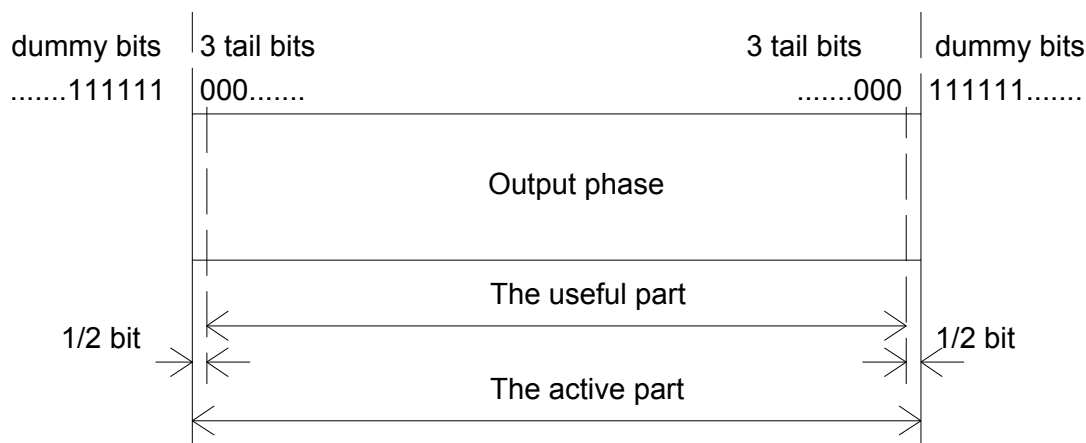 dummy bits 3 tail bits 3 tail bits dummy bits
.......111111 000....... .......000 111111.......
Output phase
The useful part
1/2 bit 1/2 bit
The active part